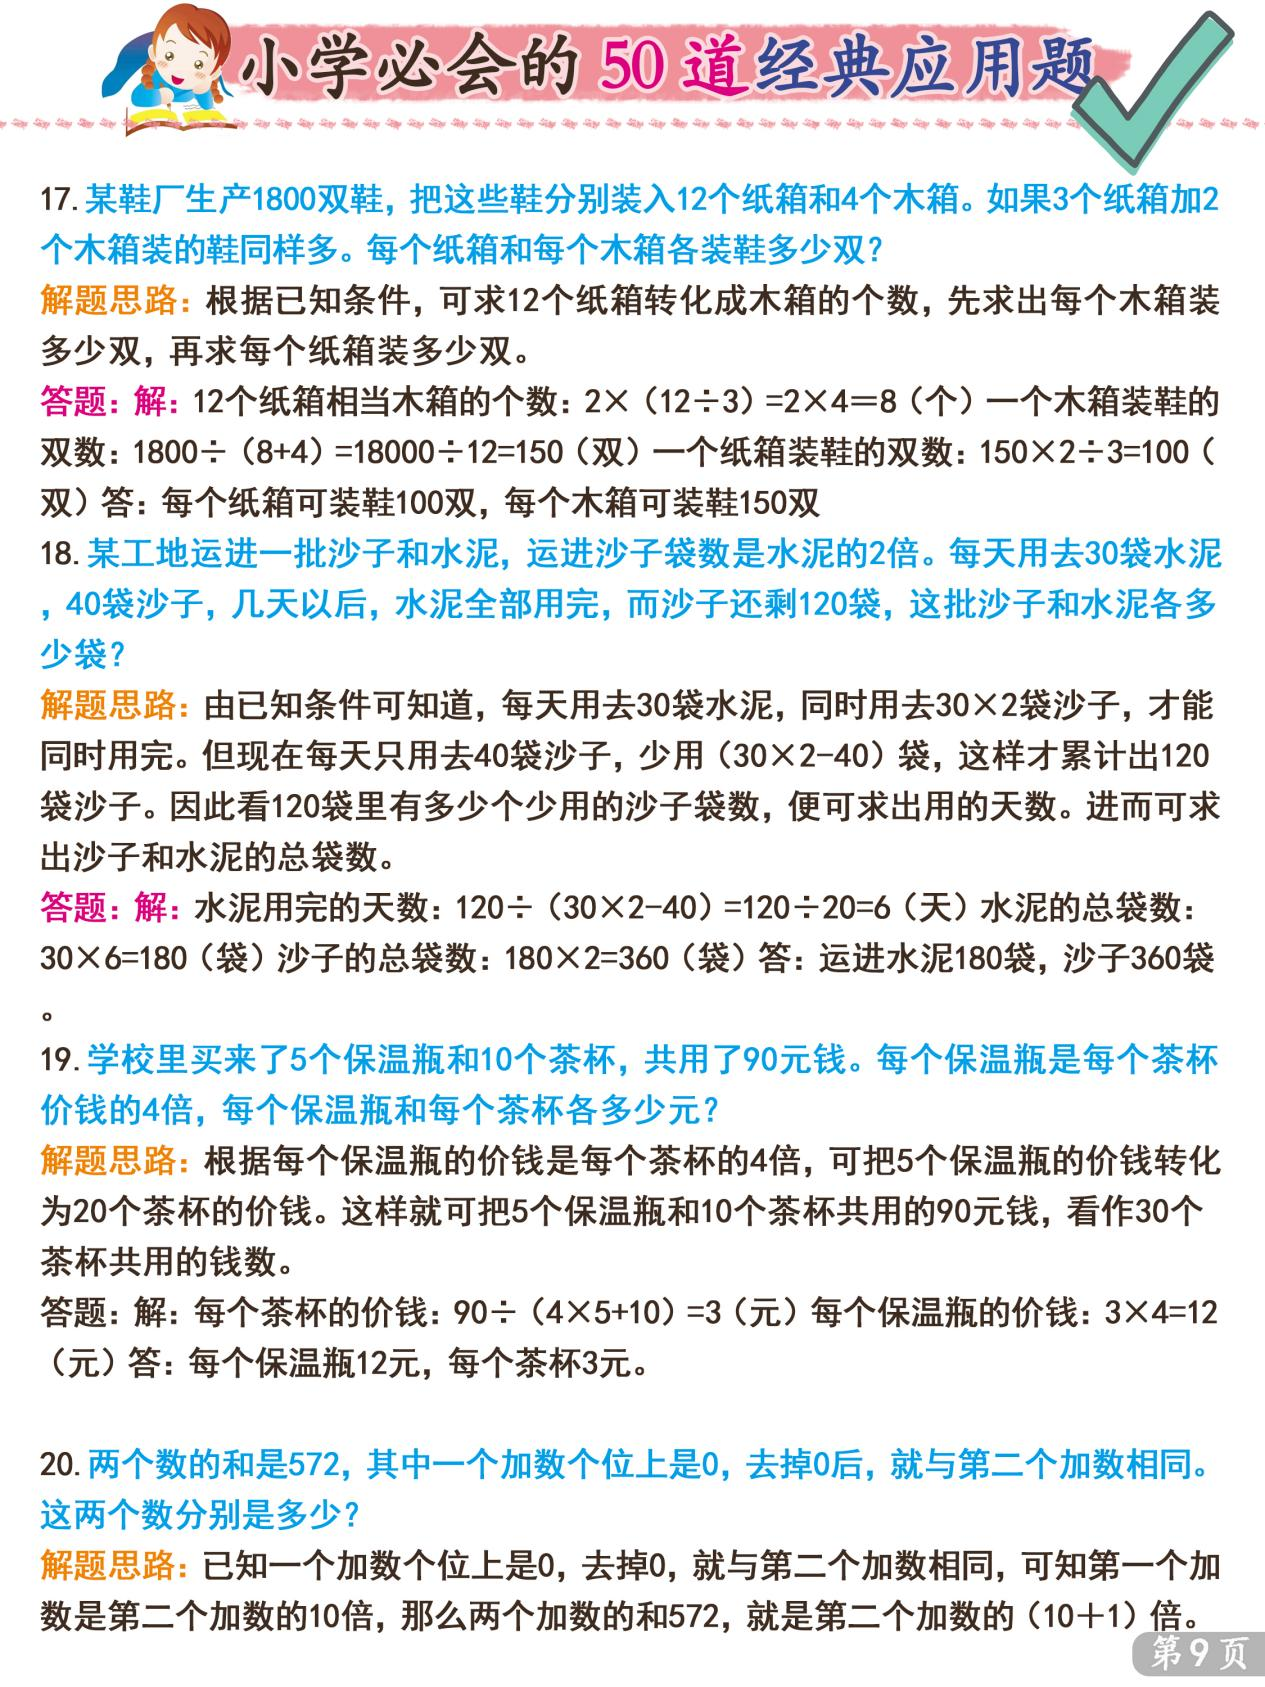 小学必会的 50 道经典应用题
17.某鞋厂生产1800双鞋，把这些鞋分别装入12个纸箱和4个木箱。如果3个纸箱加2
个木箱装的鞋同样多。每个纸箱和每个木箱各装鞋多少双？
解题思路：根据已知条件，可求12个纸箱转化成木箱的个数，先求出每个木箱装
多少双，再求每个纸箱装多少双。
答题：解：12个纸箱相当木箱的个数：2×（12÷3）=2×4＝8（个）一个木箱装鞋的
双数：1800÷（8+4）=18000÷12=150（双）一个纸箱装鞋的双数：150×2÷3=100（
双）答：每个纸箱可装鞋100双，每个木箱可装鞋150双
18.某工地运进一批沙子和水泥，运进沙子袋数是水泥的2倍。每天用去30袋水泥
，40袋沙子，几天以后，水泥全部用完，而沙子还剩120袋，这批沙子和水泥各多
少袋？
解题思路：由已知条件可知道，每天用去30袋水泥，同时用去30×2袋沙子，才能
同时用完。但现在每天只用去40袋沙子，少用（30×2-40）袋，这样才累计出120
袋沙子。因此看120袋里有多少个少用的沙子袋数，便可求出用的天数。进而可求
出沙子和水泥的总袋数。
答题：解：水泥用完的天数：120÷（30×2-40）=120÷20=6（天）水泥的总袋数：
30×6=180（袋）沙子的总袋数：180×2=360（袋）答：运进水泥180袋，沙子360袋
。
19.学校里买来了5个保温瓶和10个茶杯，共用了90元钱。每个保温瓶是每个茶杯
价钱的4倍，每个保温瓶和每个茶杯各多少元？
解题思路：根据每个保温瓶的价钱是每个茶杯的4倍，可把5个保温瓶的价钱转化
为20个茶杯的价钱。这样就可把5个保温瓶和10个茶杯共用的90元钱，看作30个
茶杯共用的钱数。
答题：解：每个茶杯的价钱：90÷（4×5+10）=3（元）每个保温瓶的价钱：3×4=12
（元）答：每个保温瓶12元，每个茶杯3元。
20.两个数的和是572，其中一个加数个位上是0，去掉0后，就与第二个加数相同。
这两个数分别是多少？
解题思路：已知一个加数个位上是0，去掉0，就与第二个加数相同，可知第一个加
数是第二个加数的10倍，那么两个加数的和572，就是第二个加数的（10＋1）倍。
第 9 页